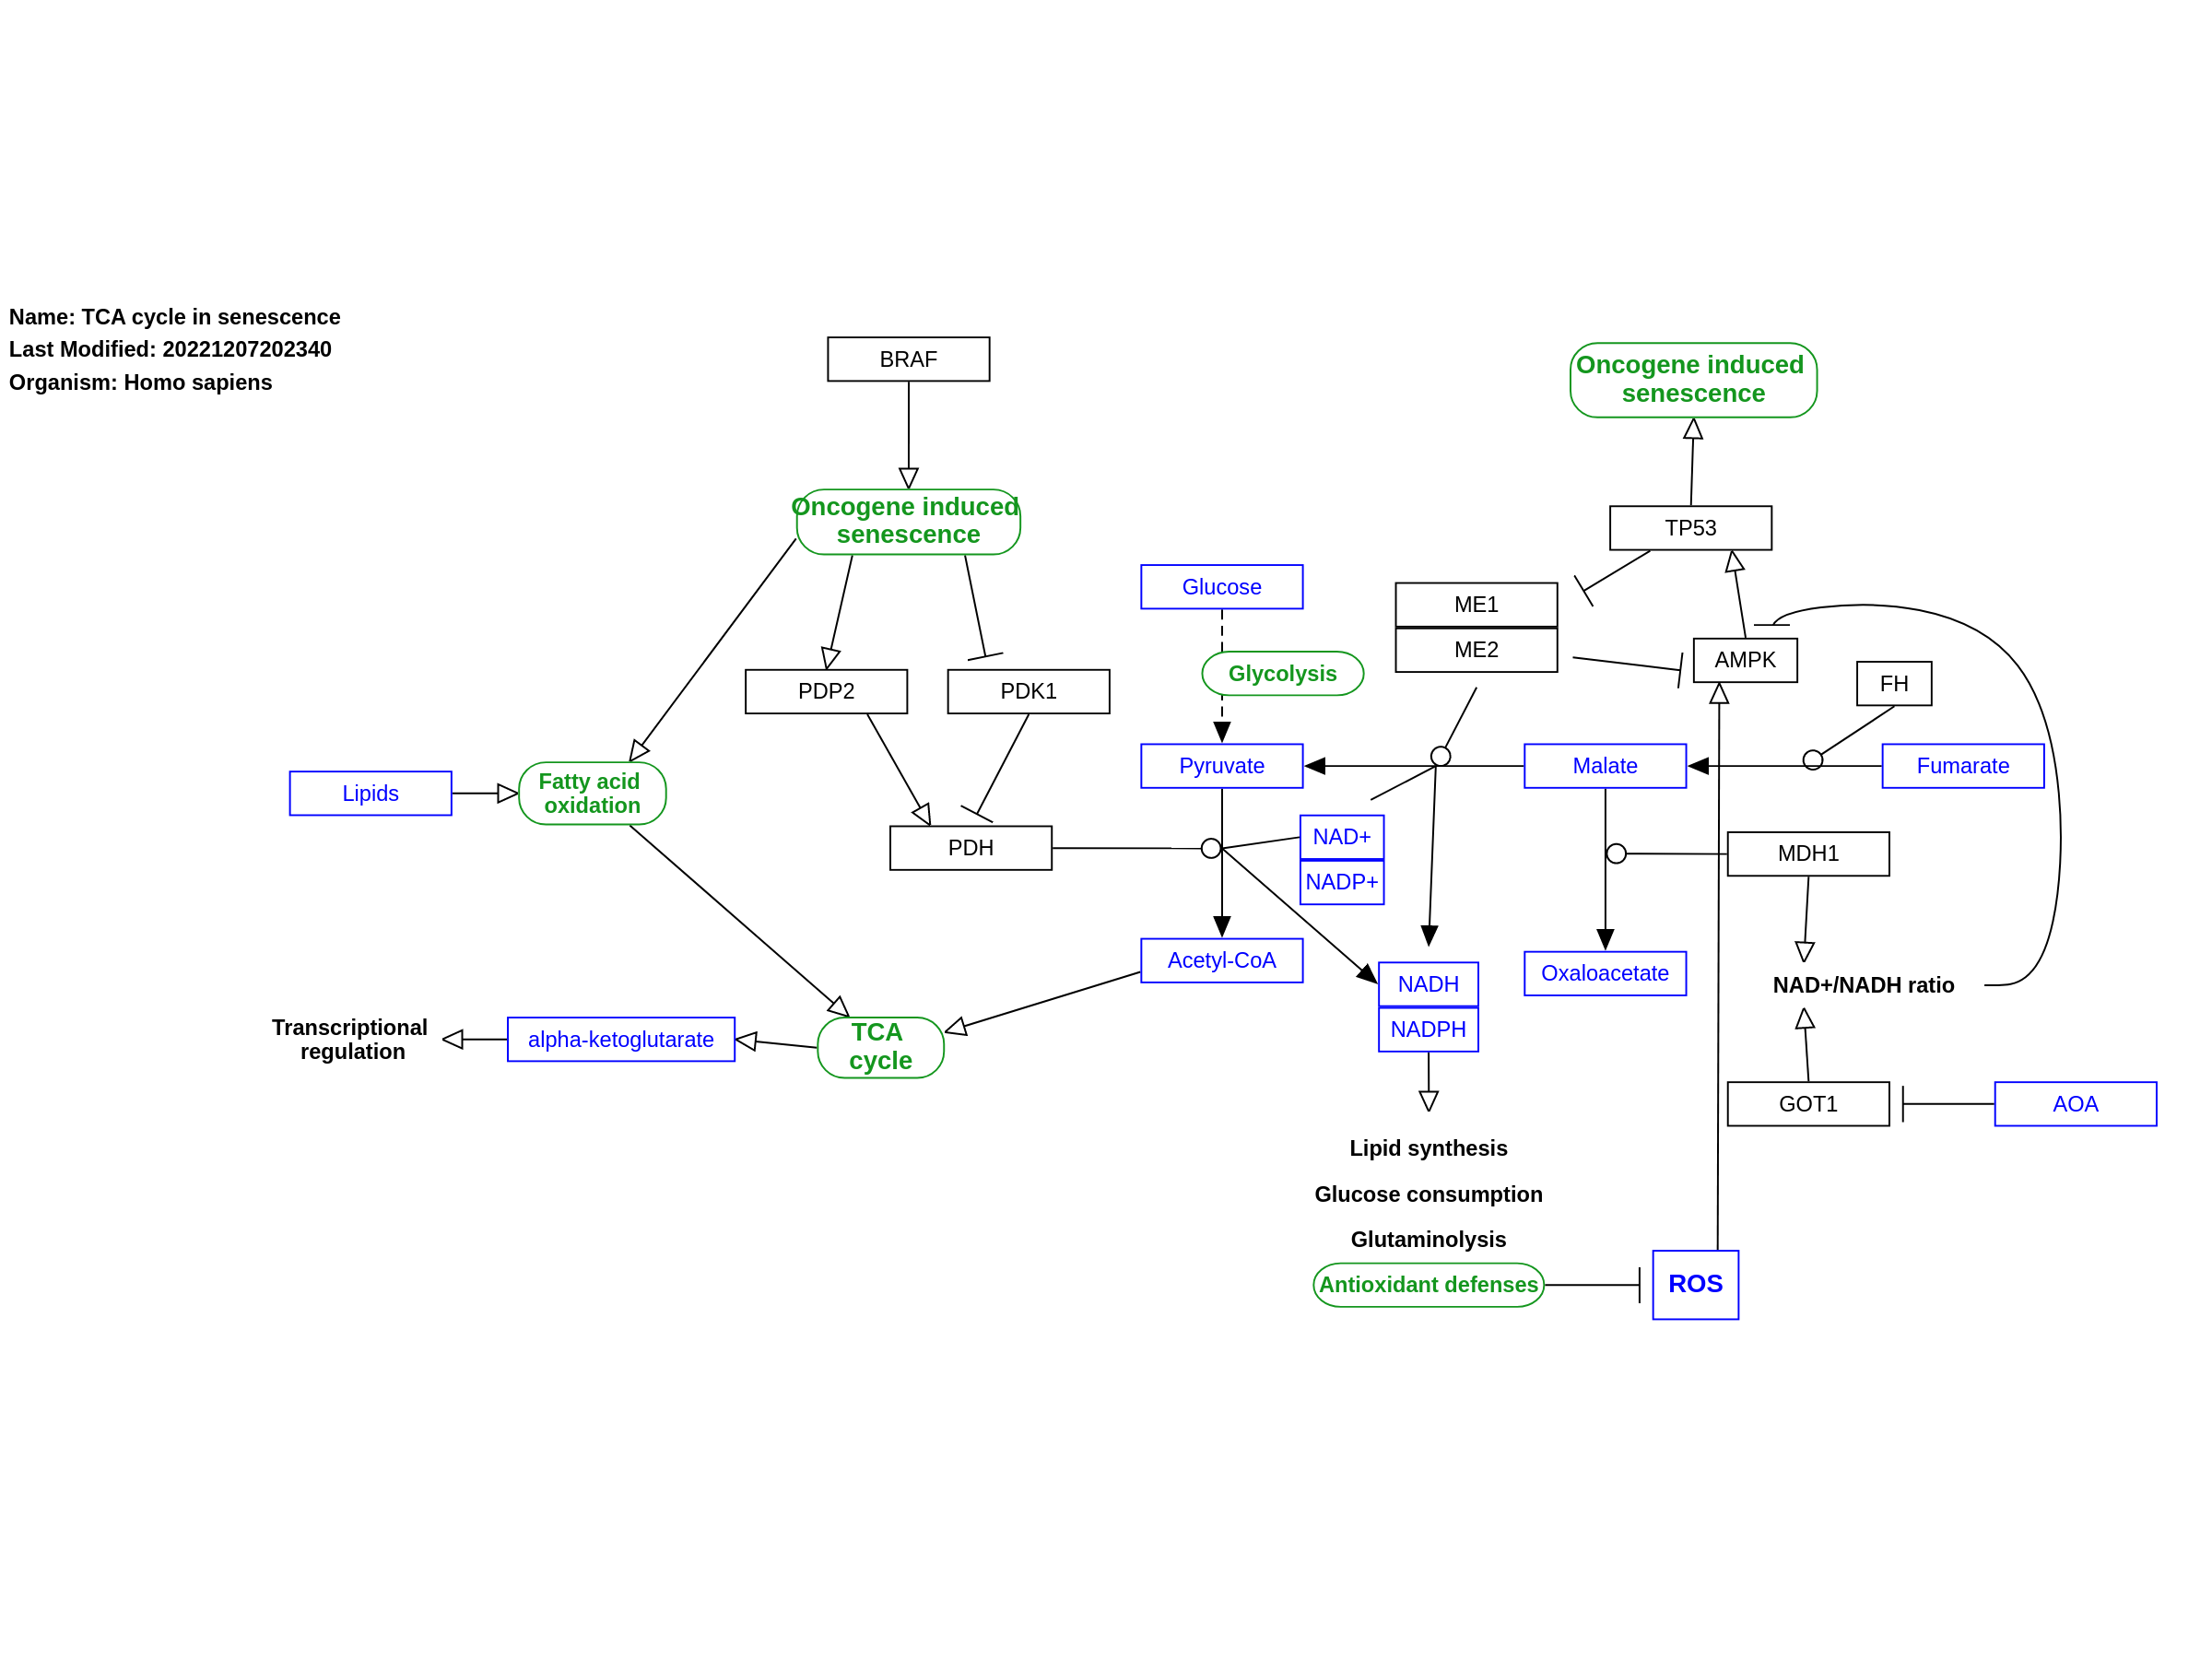 Name: TCA cycle in senescence
Last Modified: 20221207202340
Organism: Homo sapiens
BRAF
Oncogene induced
senescence
Oncogene induced
senescence
TP53
Glucose
ME1
ME2
AMPK
Glycolysis
FH
PDP2
PDK1
Pyruvate
Malate
Fumarate
Lipids
Fatty acid
oxidation
PDH
NAD+
NADP+
MDH1
Acetyl-CoA
NADH
NADPH
Oxaloacetate
NAD+/NADH ratio
Transcriptional
regulation
alpha-ketoglutarate
TCA
cycle
GOT1
AOA
Lipid synthesis
Glucose consumption
Glutaminolysis
Antioxidant defenses
ROS